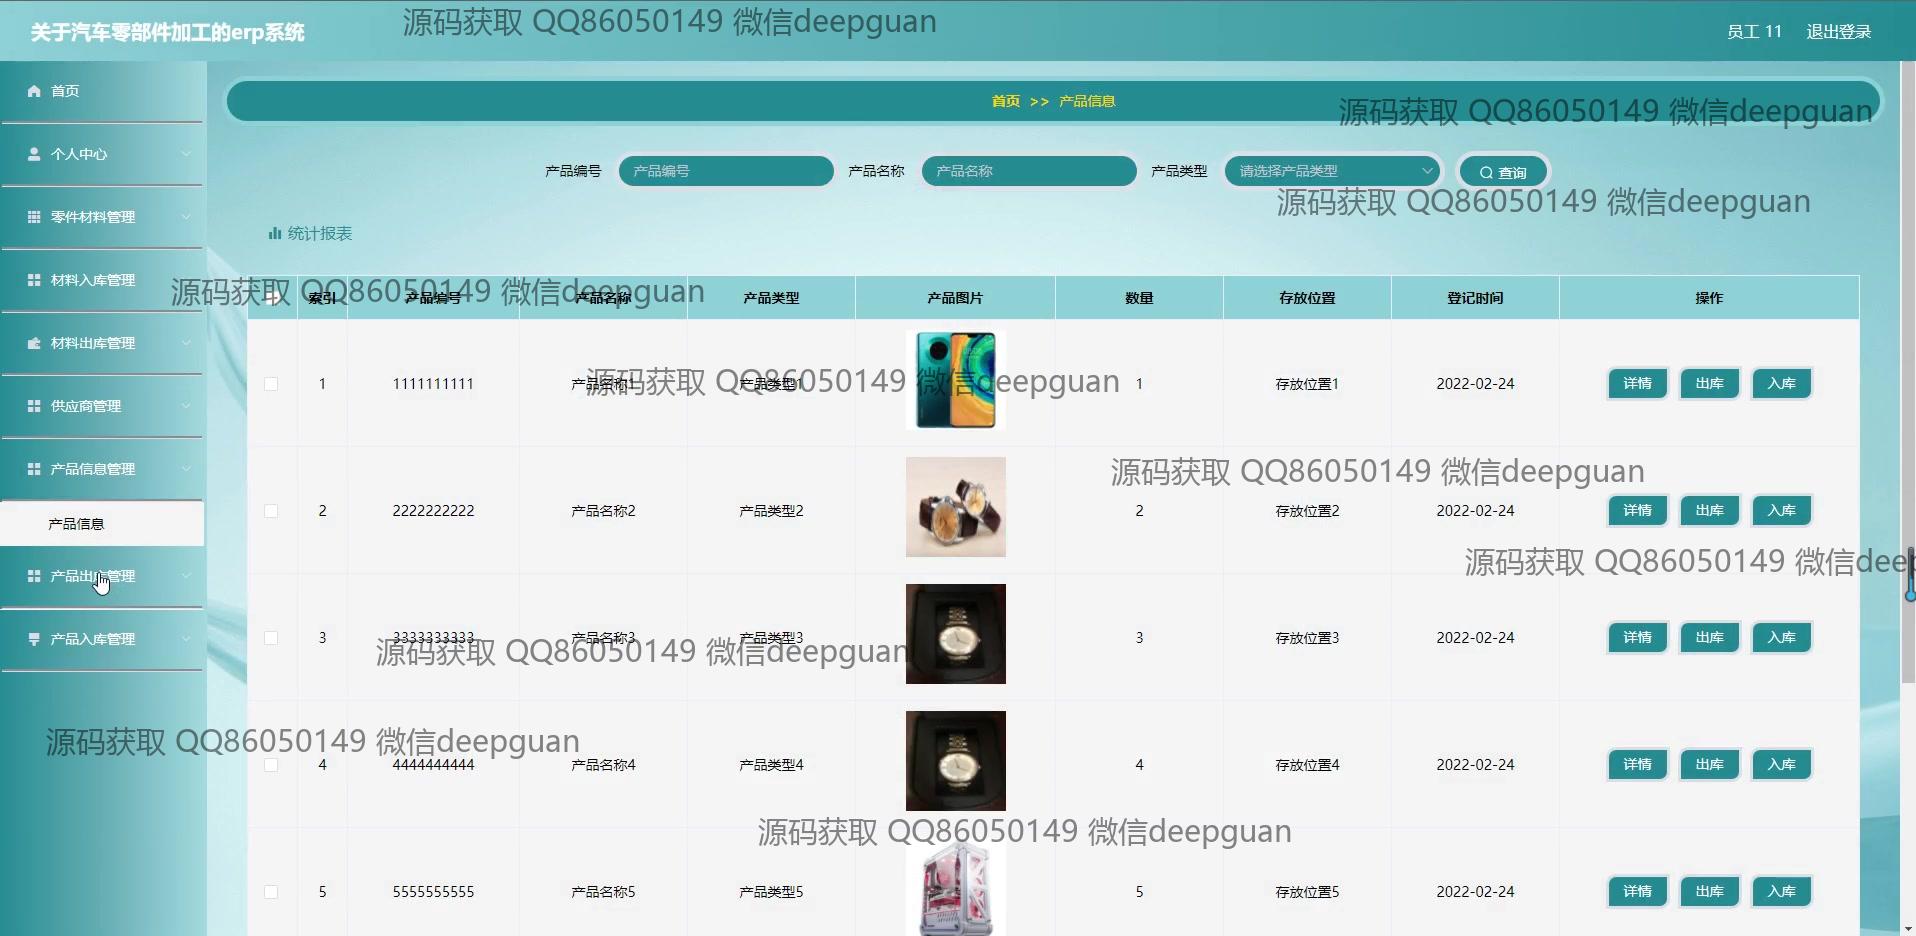 关于汽车零部件加工的erp系统
源码获取 QQ86050149 微信deepguan
员工 11 退出登录
首页
个人中心
零件材料管理
材料入库管理
材料出库管理
供应商管理
产品信息管理
产品信息
产品出库管理
产品入库管理
首页 >> 产品信息
源码获取 QQ86050149 微信deepguan
产品编号 产品编号 产品名称 产品名称 产品类型 请选择产品类型 查询
源码获取 QQ86050149 微信deepguan
统计报表
源码获取 QQ86050149 微信deepguan
索引 产品编号 产品名称 产品类型 产品图片 数量 存放位置 登记时间 操作
1 1111111111 产品名称1 产品类型1 1 存放位置1 2022-02-24 详情 出库 入库
源码获取 QQ86050149 微信deepguan
源码获取 QQ86050149 微信deepguan
2 2222222222 产品名称2 产品类型2 2 存放位置2 2022-02-24 详情 出库 入库
源码获取 QQ86050149 微信deep
3 3333333333 产品名称3 产品类型3 3 存放位置3 2022-02-24 详情 出库 入库
源码获取 QQ86050149 微信deepguan
源码获取 QQ86050149 微信deepguan
4 4444444444 产品名称4 产品类型4 4 存放位置4 2022-02-24 详情 出库 入库
源码获取 QQ86050149 微信deepguan
5 5555555555 产品名称5 产品类型5 5 存放位置5 2022-02-24 详情 出库 入库